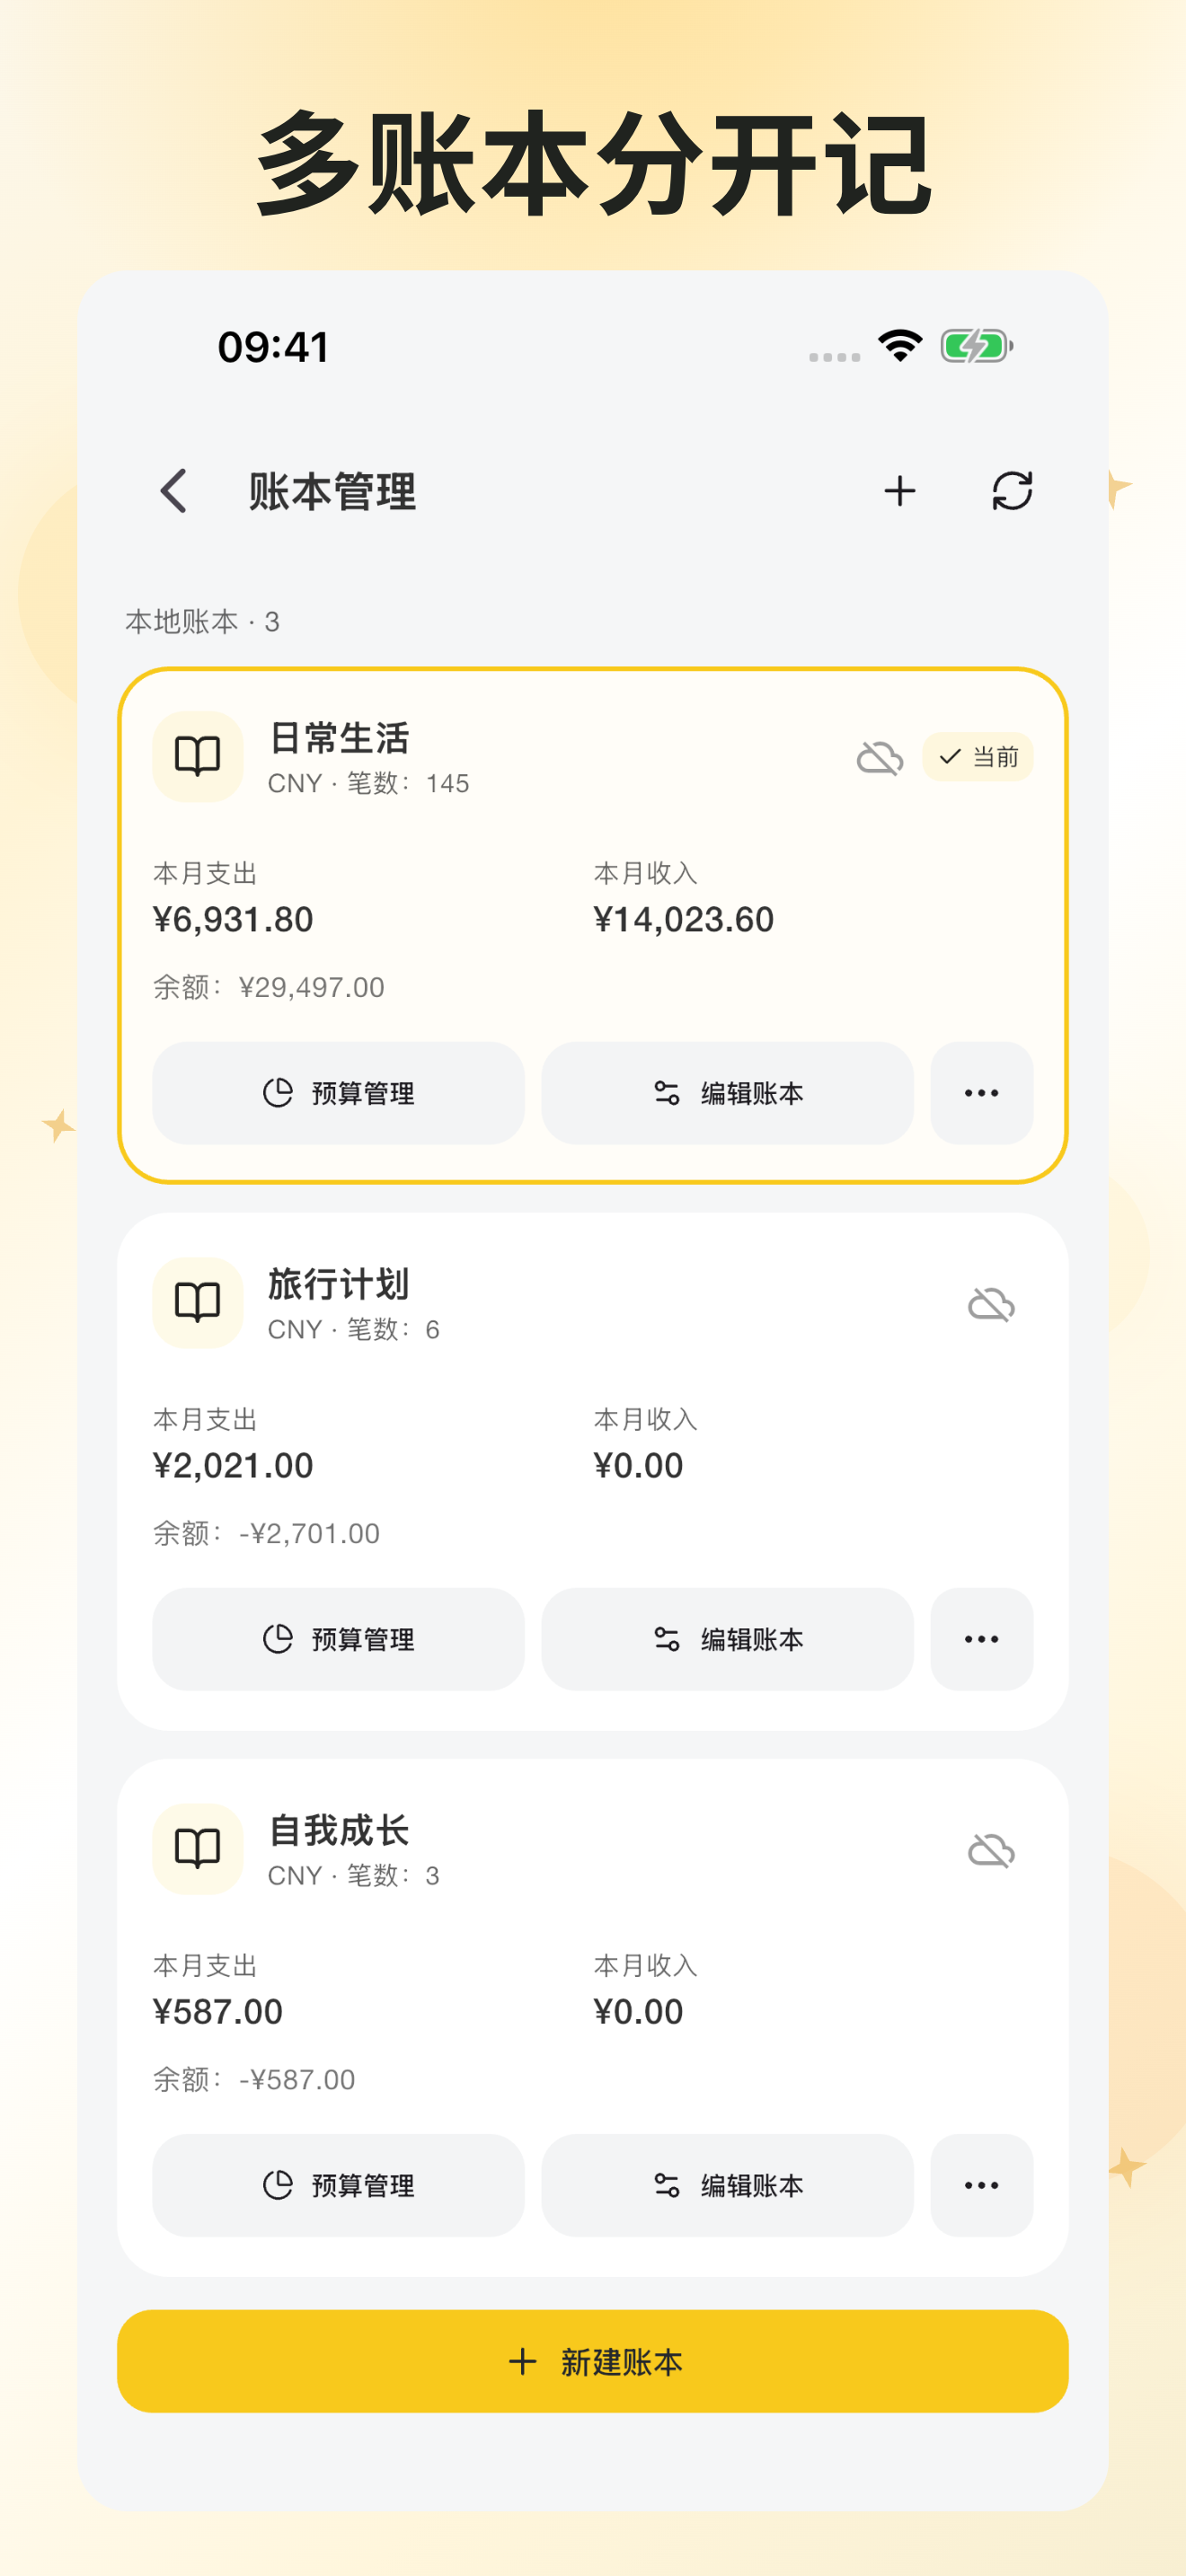 多账本分开记
09:41
账本管理
本地账本 · 3
日常生活
CNY · 笔数：145
当前
本月支出
本月收入
¥6,931.80
¥14,023.60
余额：¥29,497.00
预算管理
编辑账本
旅行计划
CNY · 笔数：6
本月支出
本月收入
¥2,021.00
¥0.00
余额：-¥2,701.00
预算管理
编辑账本
自我成长
CNY · 笔数：3
本月支出
本月收入
¥587.00
¥0.00
余额：-¥587.00
预算管理
编辑账本
新建账本